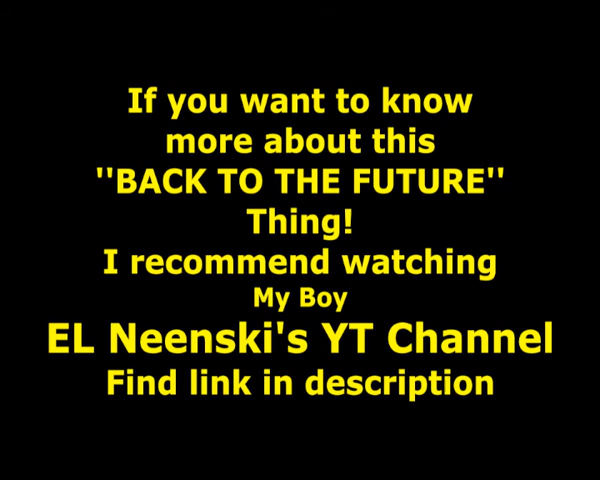 If you want to know
more about this
''BACK TO THE FUTURE''
Thing!
I recommend watching
My Boy
EL Neenski's YT Channel
Find link in description